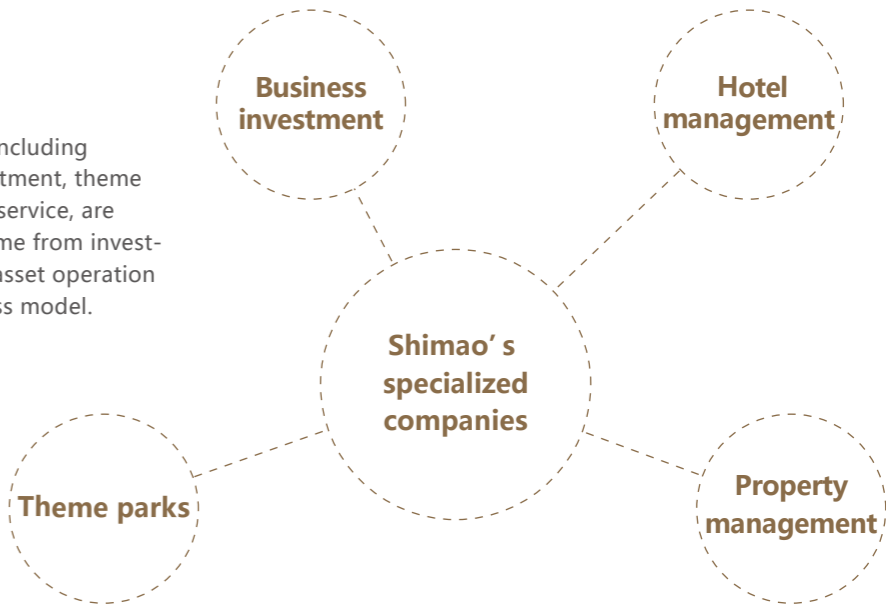 Business
investment
Hotel
management
ncluding
tment, theme
service, are
me from invest-
asset operation
ss model.
Shimao’ s
specialized
companies
Theme parks
Property
management